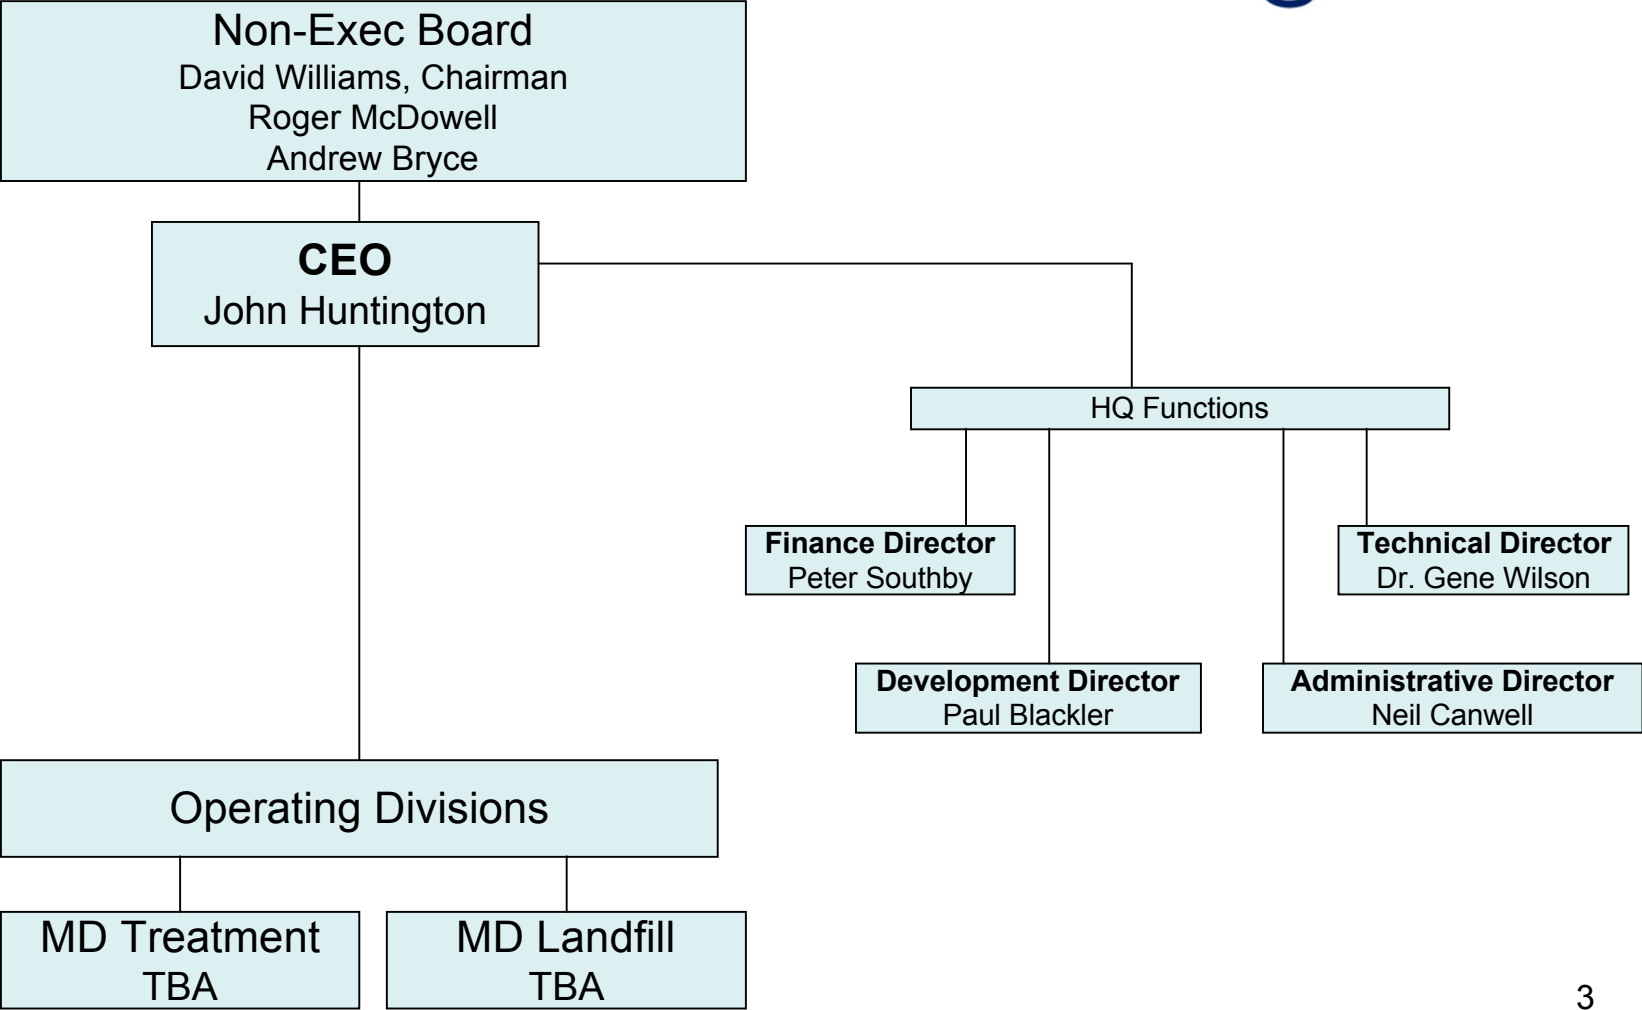 Non-Exec Board
David Williams, Chairman
Roger McDowell
Andrew Bryce
CEO
John Huntington
HQ Functions
Finance Director
Peter Southby
Technical Director
Dr. Gene Wilson
Development Director
Paul Blackler
Administrative Director
Neil Canwell
Operating Divisions
MD Treatment
TBA
MD Landfill
TBA
3